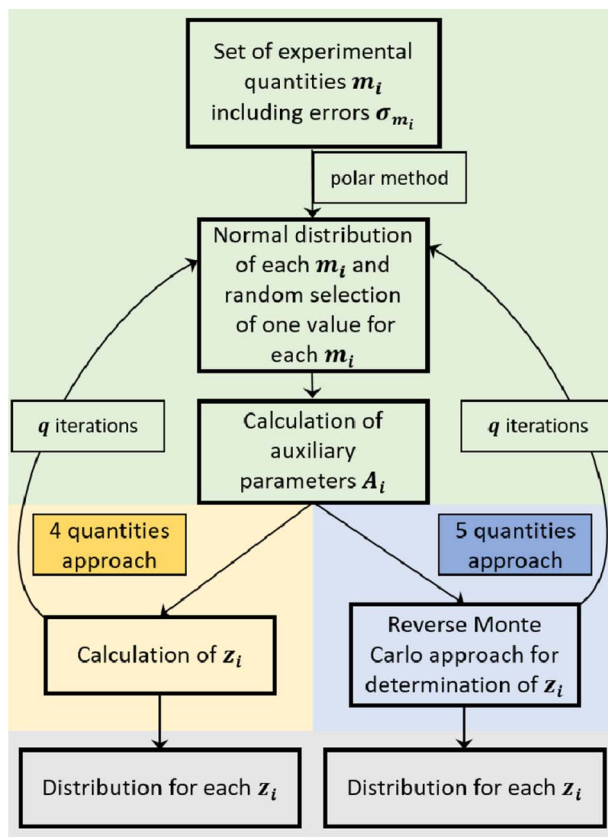 Set of experimental
quantities m_i
including errors σ_{m_i}
polar method
Normal distribution
of each m_i and
random selection
of one value for
each m_i
q iterations
Calculation of
auxiliary
parameters A_i
q iterations
4 quantities
approach
5 quantities
approach
Calculation of z_i
Reverse Monte
Carlo approach for
determination of z_i
Distribution for each z_i
Distribution for each z_i